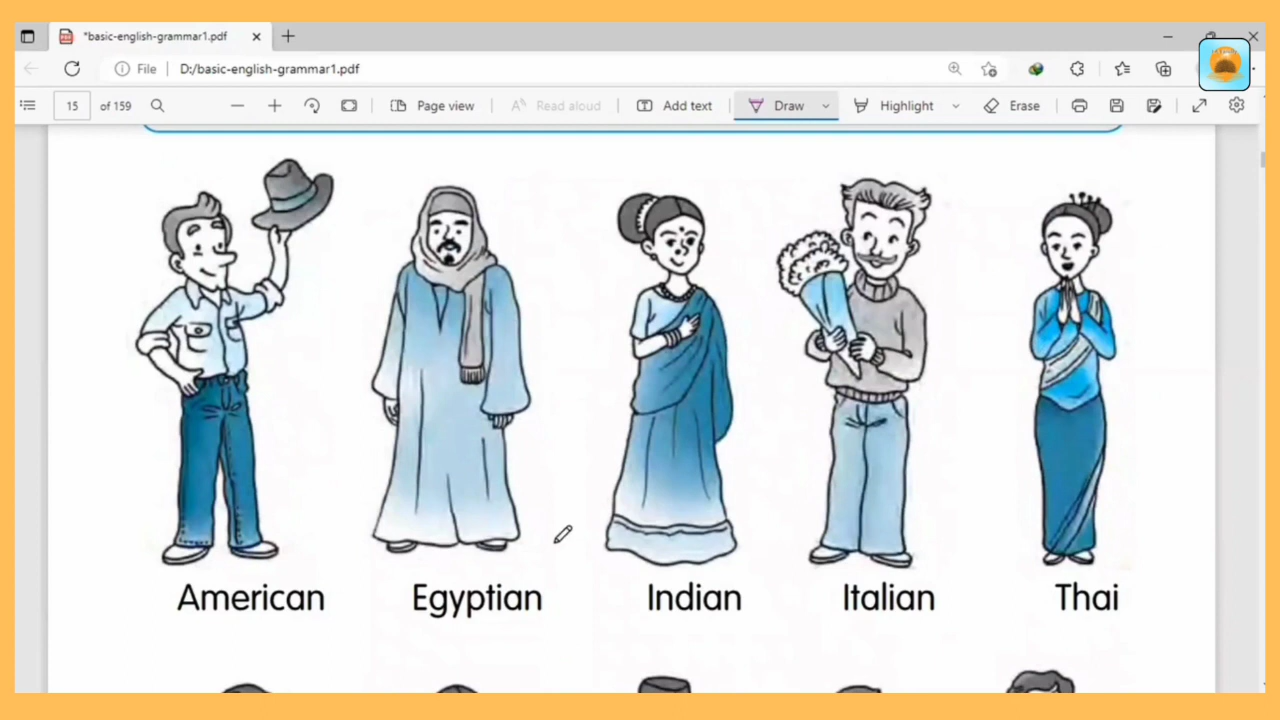 *basic-english-grammar1.pdf
File D:/basic-english-grammar1.pdf
15 of 159 Page view Read aloud Add text Draw Highlight Erase
American Egyptian Indian Italian Thai